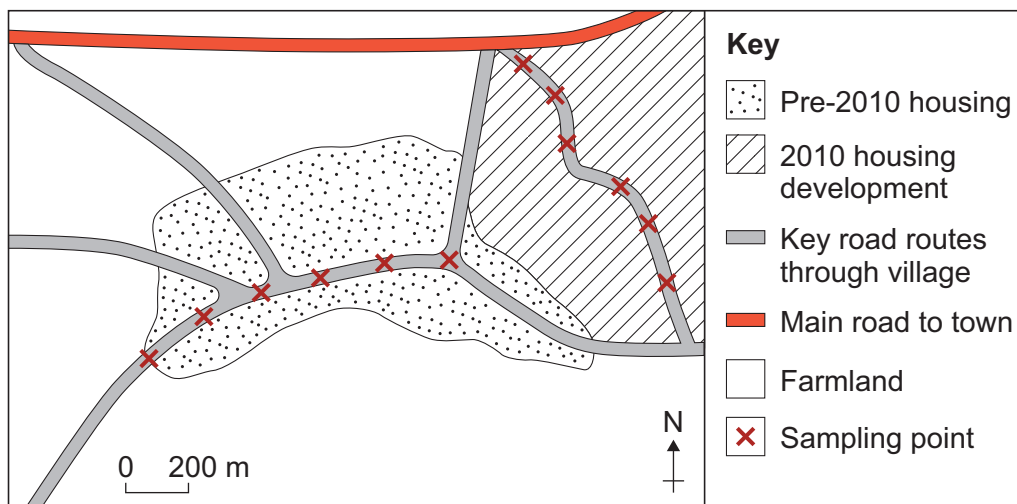 Key
Pre-2010 housing
2010 housing
development
Key road routes
through village
Main road to town
Farmland
Sampling point
N
0 200 m